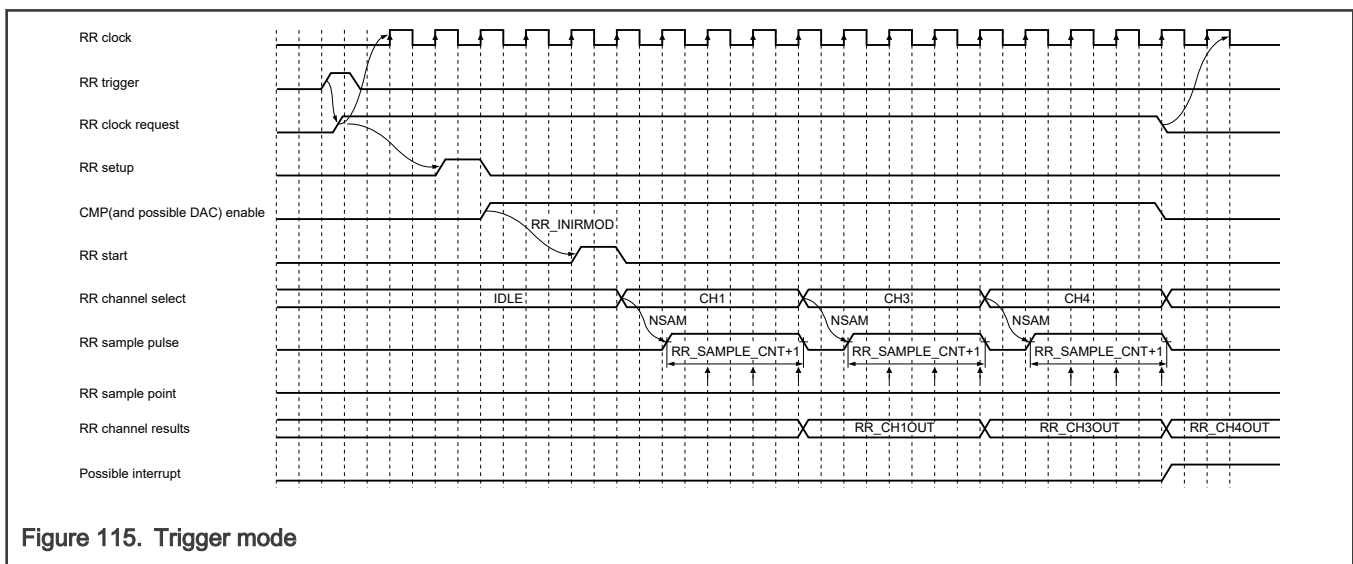 RR clock
RR trigger
RR clock request
RR setup
CMP(and possible DAC) enable
RR_INIRMOD
RR start
RR channel select
IDLE
CH1
CH3
CH4
NSAM
NSAM
NSAM
RR sample pulse
RR_SAMPLE_CNT+1
RR_SAMPLE_CNT+1
RR_SAMPLE_CNT+1
RR sample point
RR channel results
RR_CH1OUT
RR_CH3OUT
RR_CH4OUT
Possible interrupt
Figure 115. Trigger mode